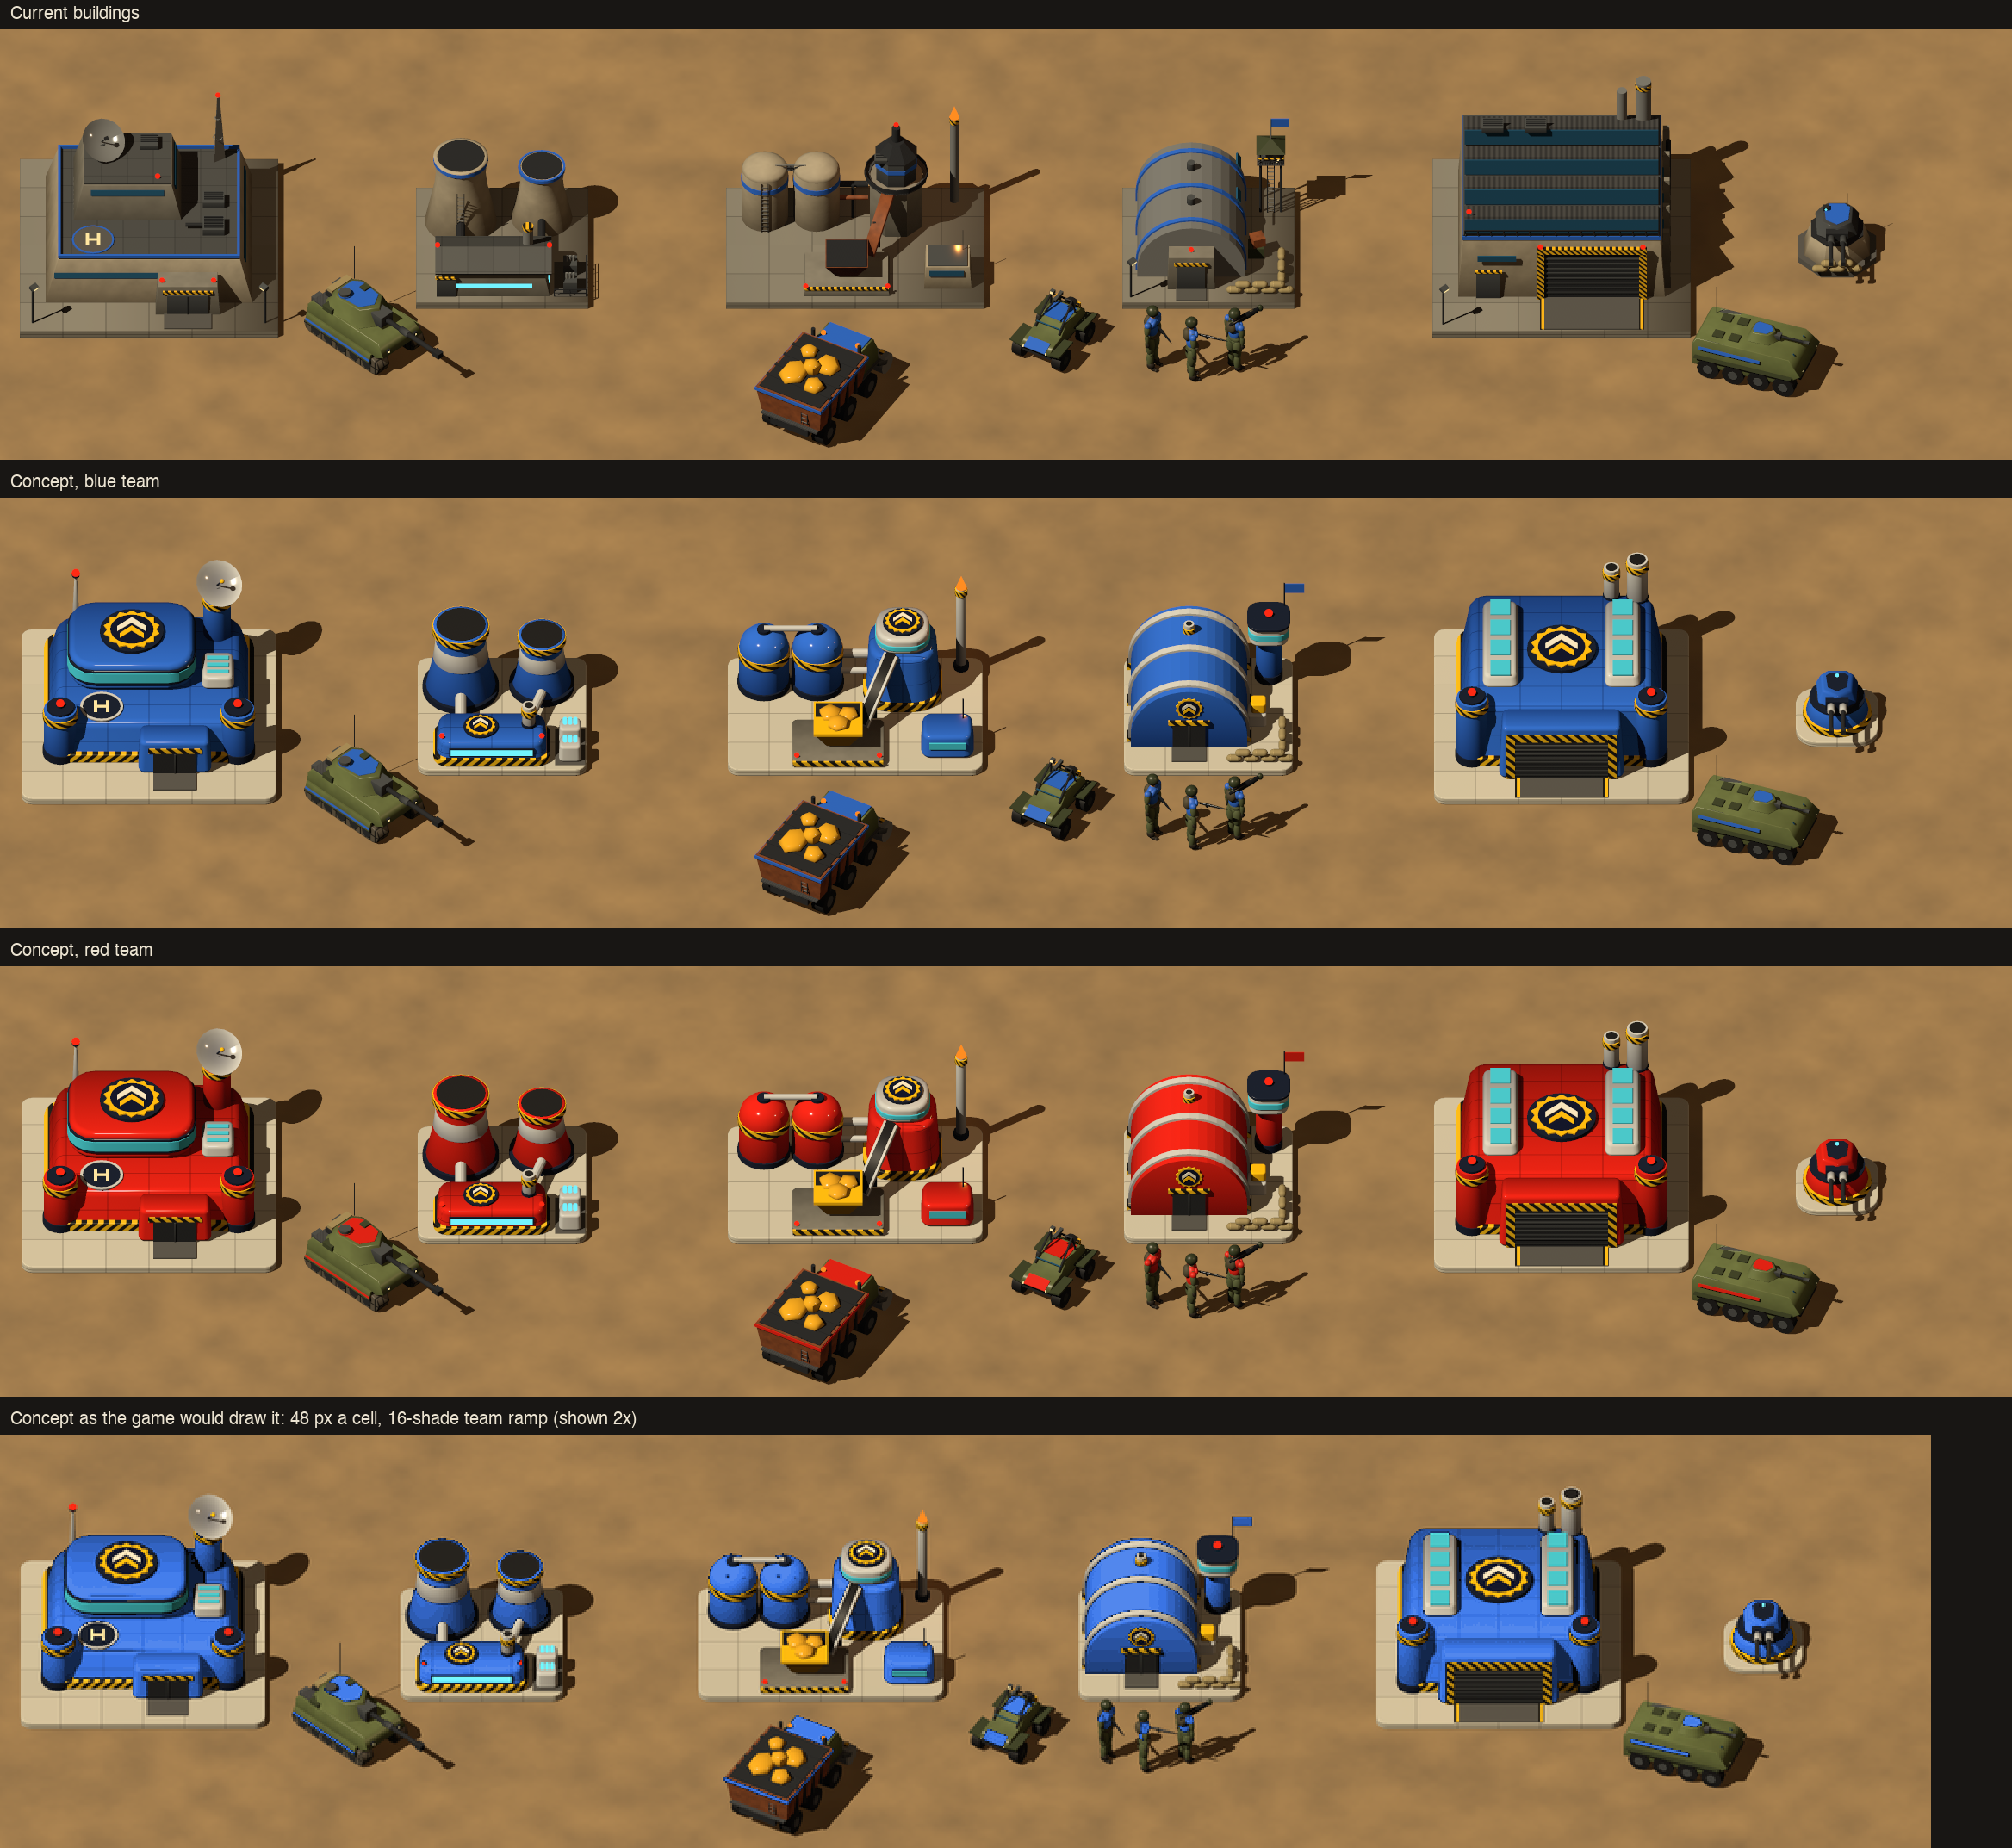 Current buildings
H
Concept, blue team
H
Concept, red team
H
Concept as the game would draw it: 48 px a cell, 16-shade team ramp (shown 2x)
H